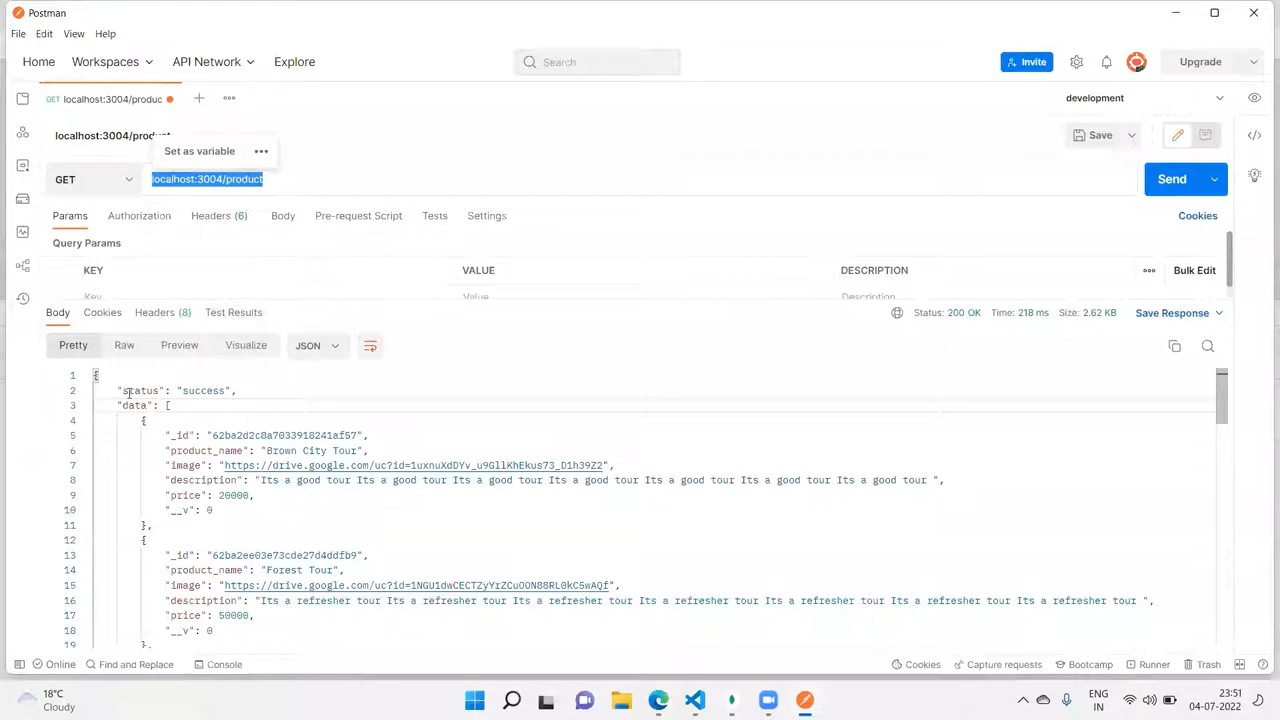 Postman
File Edit View Help
Home Workspaces API Network Explore Search Invite Upgrade
GET localhost:3004/produc development
localhost:3004/product Save
Set as variable
GET localhost:3004/product Send
Params Authorization Headers (6) Body Pre-request Script Tests Settings Cookies
Query Params
KEY VALUE DESCRIPTION Bulk Edit
Key Value Description
Body Cookies Headers (8) Test Results Status: 200 OK Time: 218 ms Size: 2.62 KB Save Response
Pretty Raw Preview Visualize JSON
1 {
2 "status": "success",
3 "data": [
4 {
5 "_id": "62ba2d2c8a7033918241af57",
6 "product_name": "Brown City Tour",
7 "image": "https://drive.google.com/uc?id=1uxnuXdDYv_u9GllKhEkus73_D1h39Z2",
8 "description": "Its a good tour Its a good tour Its a good tour Its a good tour Its a good tour Its a good tour Its a good tour ",
9 "price": 20000,
10 "__v": 0
11 },
12 {
13 "_id": "62ba2ee03e73cde27d4ddfb9",
14 "product_name": "Forest Tour",
15 "image": "https://drive.google.com/uc?id=1NGU1dwCECTZyYrZCuOON88RL0kC5wAQf",
16 "description": "Its a refresher tour Its a refresher tour Its a refresher tour Its a refresher tour Its a refresher tour Its a refresher tour Its a refresher tour ",
17 "price": 50000,
18 "__v": 0
19 },
Online Find and Replace Console Cookies Capture requests Bootcamp Runner Trash
18°C
Cloudy
ENG
IN
23:51
04-07-2022